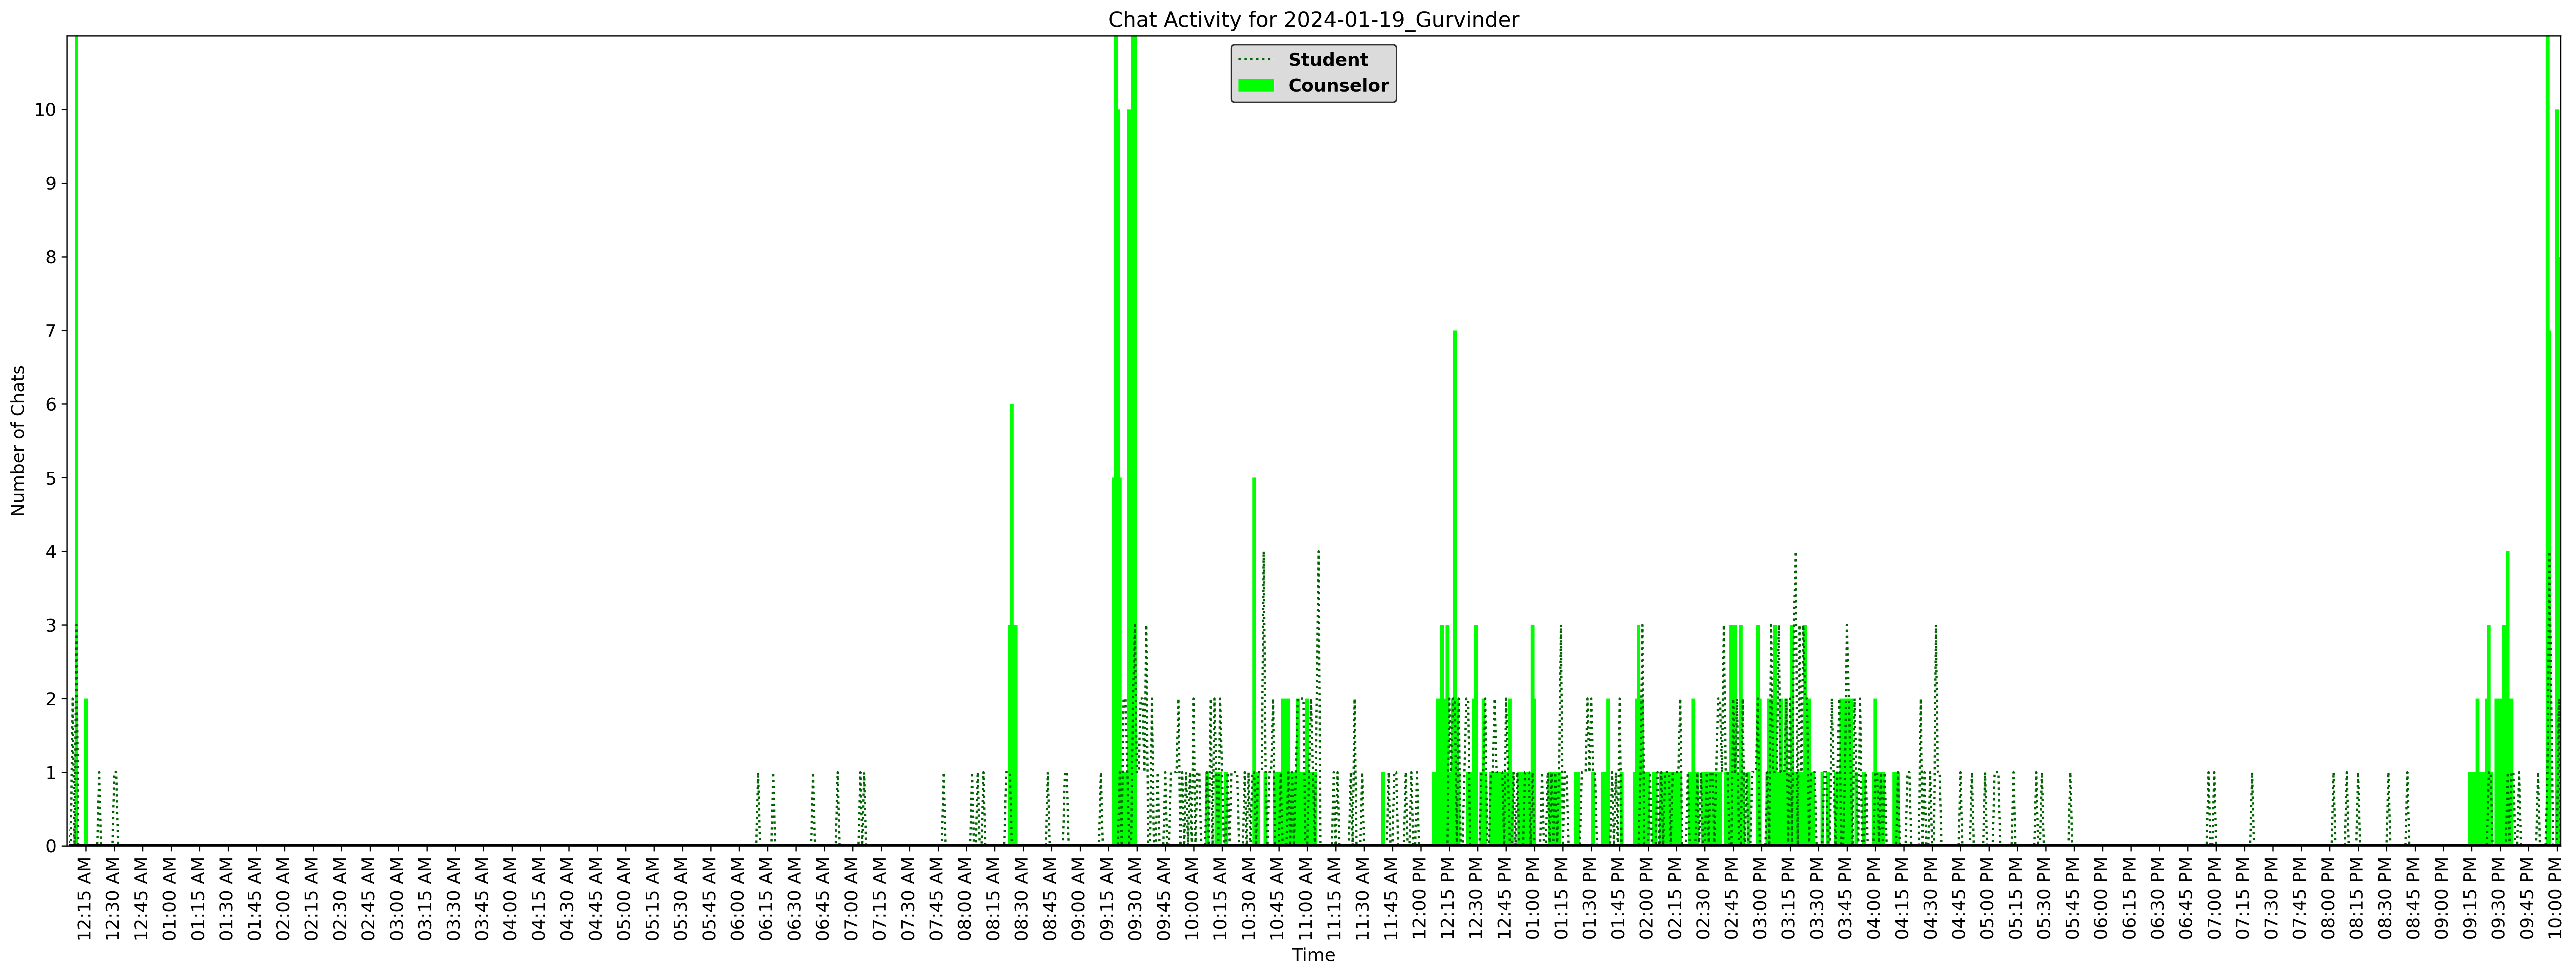 Chat Activity for 2024-01-19_Gurvinder
Student
Counselor
Number of Chats
10
9
8
7
6
5
4
3
2
1
0
12:15 AM
12:30 AM
12:45 AM
01:00 AM
01:15 AM
01:30 AM
01:45 AM
02:00 AM
02:15 AM
02:30 AM
02:45 AM
03:00 AM
03:15 AM
03:30 AM
03:45 AM
04:00 AM
04:15 AM
04:30 AM
04:45 AM
05:00 AM
05:15 AM
05:30 AM
05:45 AM
06:00 AM
06:15 AM
06:30 AM
06:45 AM
07:00 AM
07:15 AM
07:30 AM
07:45 AM
08:00 AM
08:15 AM
08:30 AM
08:45 AM
09:00 AM
09:15 AM
09:30 AM
09:45 AM
10:00 AM
10:15 AM
10:30 AM
10:45 AM
11:00 AM
11:15 AM
11:30 AM
11:45 AM
12:00 PM
12:15 PM
12:30 PM
12:45 PM
01:00 PM
01:15 PM
01:30 PM
01:45 PM
02:00 PM
02:15 PM
02:30 PM
02:45 PM
03:00 PM
03:15 PM
03:30 PM
03:45 PM
04:00 PM
04:15 PM
04:30 PM
04:45 PM
05:00 PM
05:15 PM
05:30 PM
05:45 PM
06:00 PM
06:15 PM
06:30 PM
06:45 PM
07:00 PM
07:15 PM
07:30 PM
07:45 PM
08:00 PM
08:15 PM
08:30 PM
08:45 PM
09:00 PM
09:15 PM
09:30 PM
09:45 PM
10:00 PM
Time